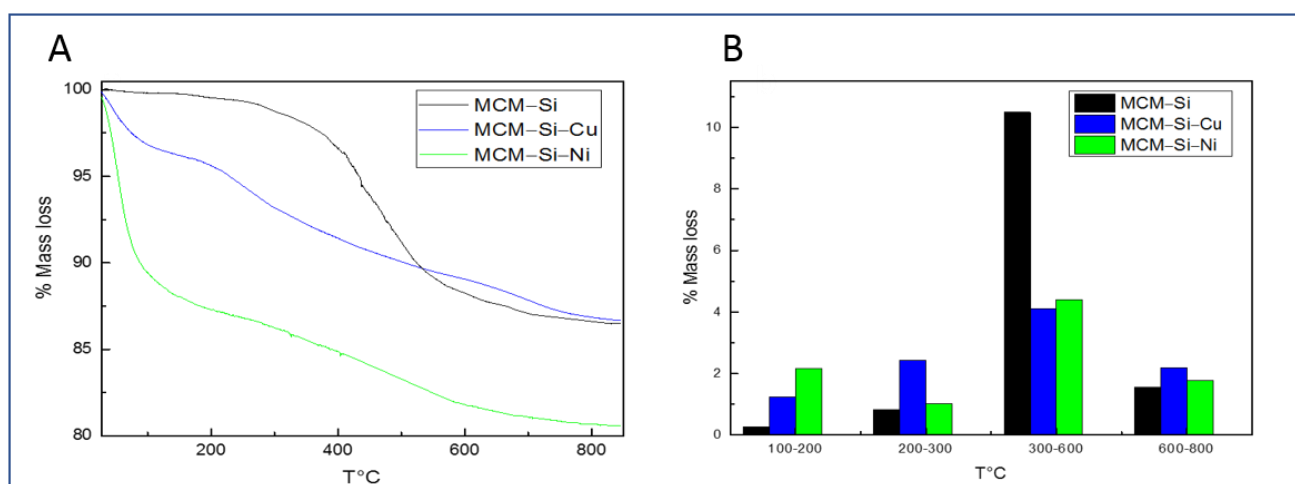 A
B
100
95
90
85
80
% Mass loss
MCM–Si
MCM–Si–Cu
MCM–Si–Ni
200
400
600
800
T°C
10
8
6
4
2
0
% Mass loss
MCM–Si
MCM–Si–Cu
MCM–Si–Ni
100-200
200-300
300-600
600-800
T°C